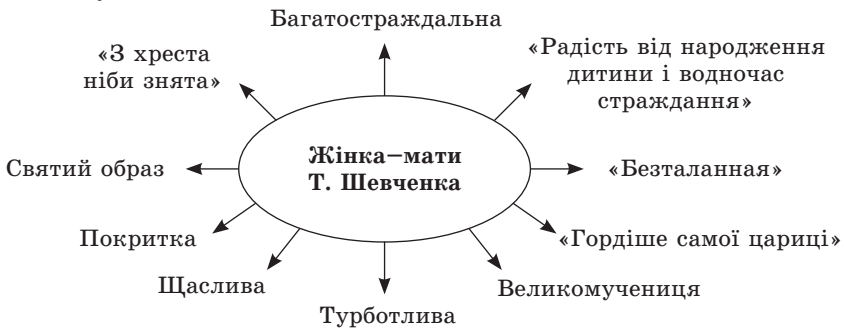 Багатостраждальна
«З хреста
ніби знята»
«Радість від народження
дитини і водночас
страждання»
Святий образ
Жінка–мати
Т. Шевченка
«Безталанная»
Покритка
«Гордіше самої цариці»
Щаслива
Великомучениця
Турботлива